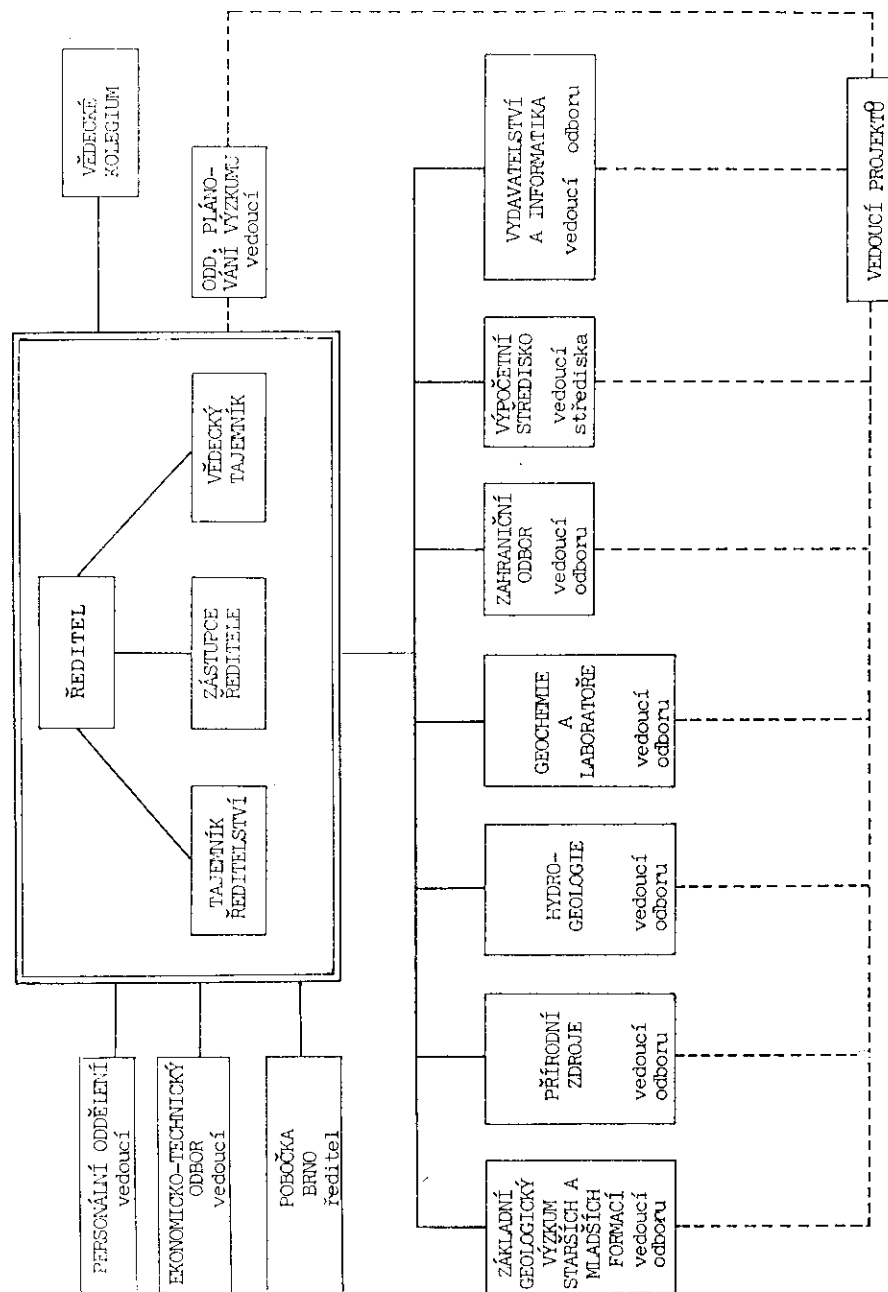 PERSONÁLNÍ ODDĚLENÍ
vedoucí
EKONOMICKO-TECHNICKÝ
ODBOR
vedoucí
POBOČKA
BRNO
ředitel
ŘEDITEL
TAJEMNÍK
ŘEDITELSTVÍ
ZÁSTUPCE
ŘEDITELE
VĚDECKÝ
TAJEMNÍK
VĚDECKÉ
KOLEGIUM
ODD. PLÁNO-
VÁNÍ VÝZKUMU
vedoucí
ZÁKLADNÍ
GEOLOGICKÝ
VÝZKUM
STARŠÍCH A
MLADŠÍCH
FORMACÍ
vedoucí
odboru
PŘÍRODNÍ
ZDROJE
vedoucí
odboru
HYDRO-
GEOLOGIE
vedoucí
odboru
GEOCHEMIE
A
LABORATOŘE
vedoucí
odboru
ZAHRANIČNÍ
ODBOR
vedoucí
odboru
VÝPOČETNÍ
STŘEDISKO
vedoucí
střediska
VYDAVATELSTVÍ
A INFORMATIKA
vedoucí odboru
VEDOUCÍ PROJEKTŮ